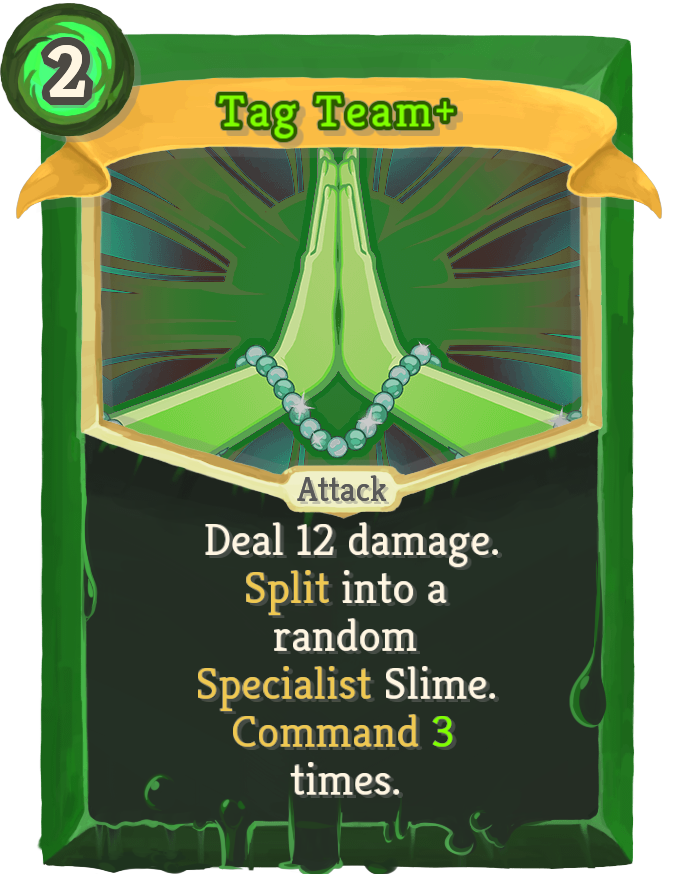 2
Tag Team+
Attack
Deal 12 damage.
Split into a
random
Specialist Slime.
Command 3
times.